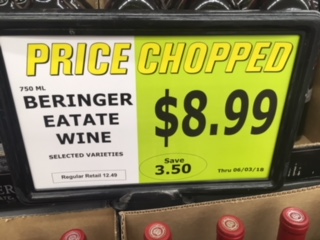 PRICE CHOPPED
750 ML
BERINGER
EATATE
WINE
SELECTED VARIETIES
Regular Retail 12.49
$8.99
Save
3.50
Thru 06/03/18